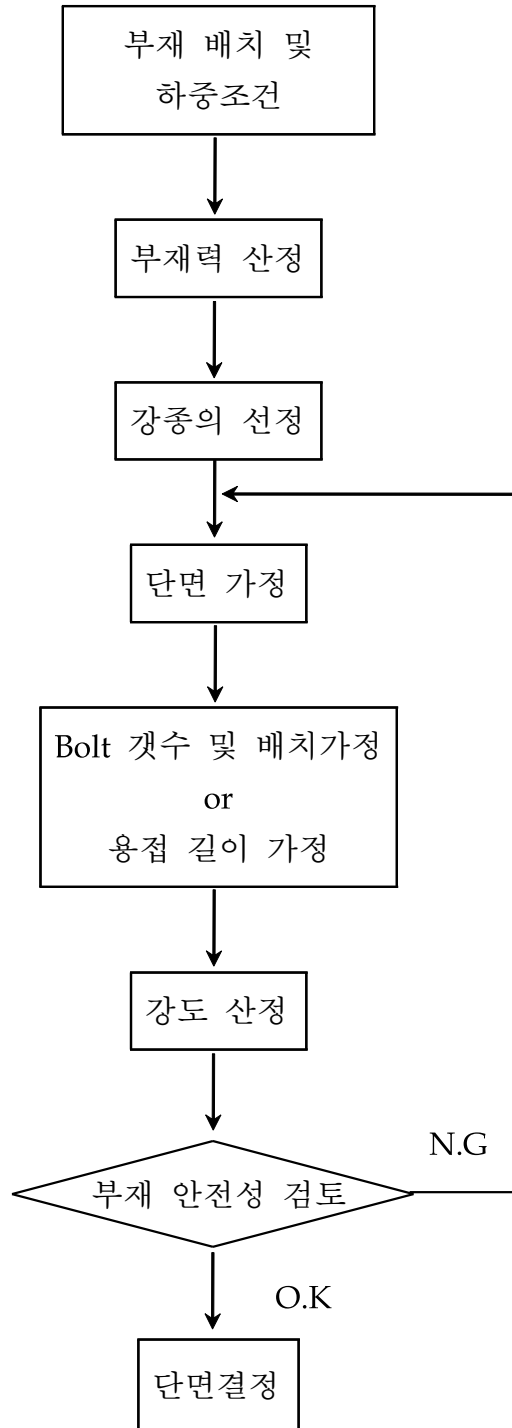 부재 배치 및
하중조건
부재력 산정
강종의 선정
단면 가정
Bolt 갯수 및 배치가정
or
용접 길이 가정
강도 산정
N.G
부재 안전성 검토
O.K
단면결정